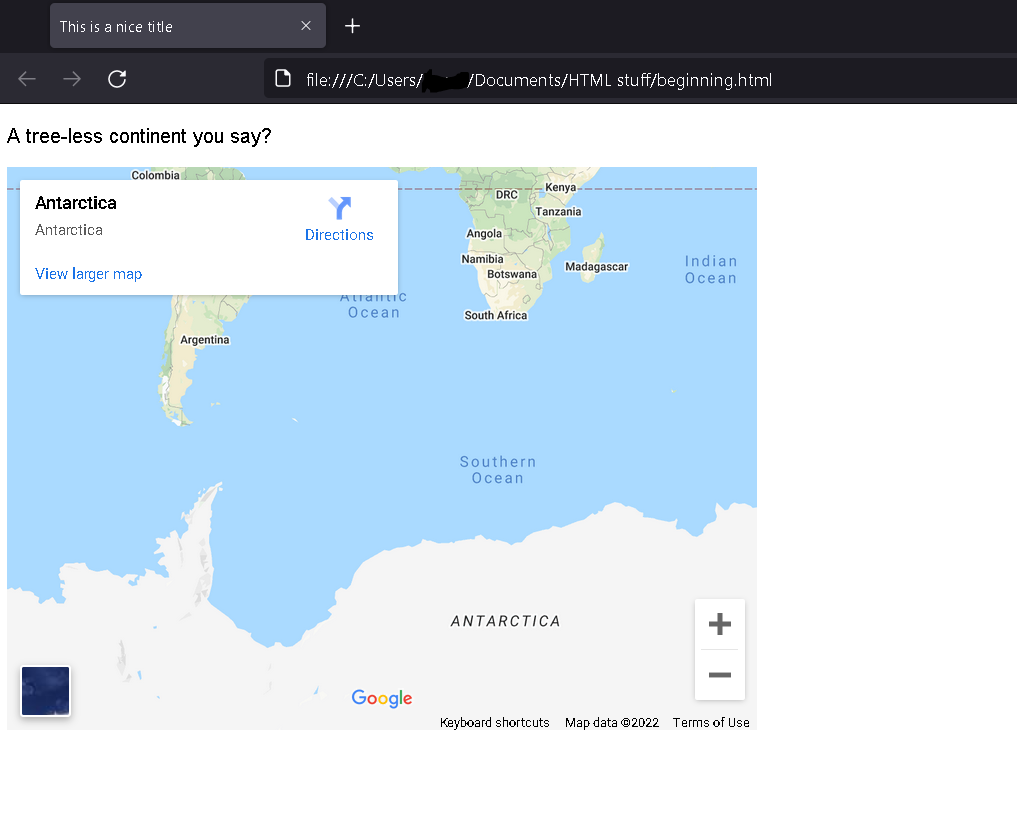 This is a nice title
file:///C:/Users/ /Documents/HTML stuff/beginning.html
A tree-less continent you say?
Colombia
DRC
Kenya
Tanzania
Angola
Namibia
Botswana
Madagascar
South Africa
Indian
Ocean
Antarctica
Antarctica
Directions
View larger map
Atlantic
Ocean
Argentina
Southern
Ocean
ANTARCTICA
Google
Keyboard shortcuts Map data ©2022 Terms of Use